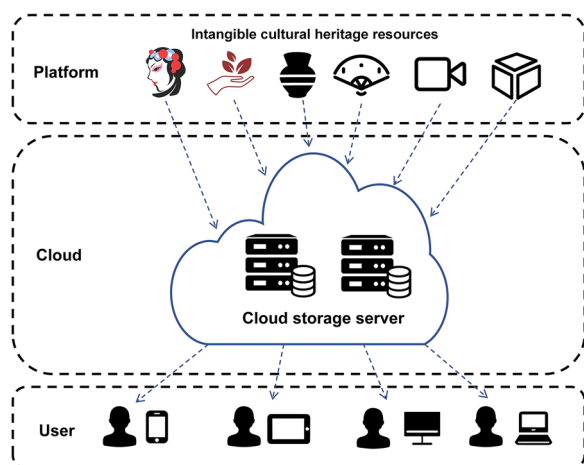 Intangible cultural heritage resources
Platform
Cloud
Cloud storage server
User